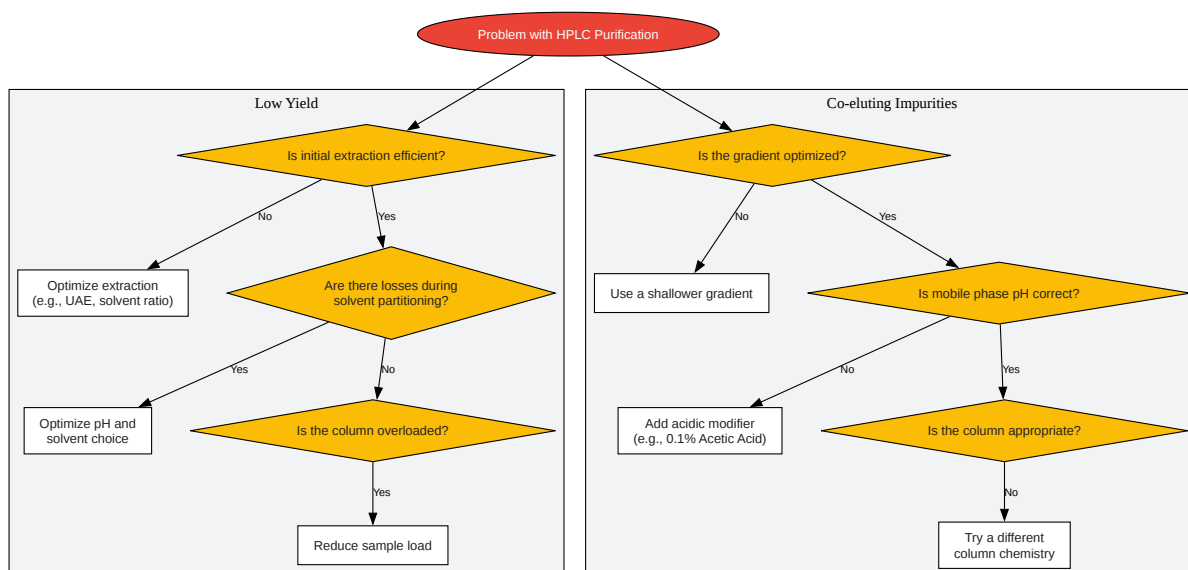 Problem with HPLC Purification
Low Yield
Is initial extraction efficient?
No
Yes
Optimize extraction
(e.g., UAE, solvent ratio)
Are there losses during
solvent partitioning?
Yes
No
Optimize pH and
solvent choice
Is the column overloaded?
Yes
Reduce sample load
Co-eluting Impurities
Is the gradient optimized?
No
Yes
Use a shallower gradient
Is mobile phase pH correct?
No
Yes
Add acidic modifier
(e.g., 0.1% Acetic Acid)
Is the column appropriate?
No
Try a different
column chemistry